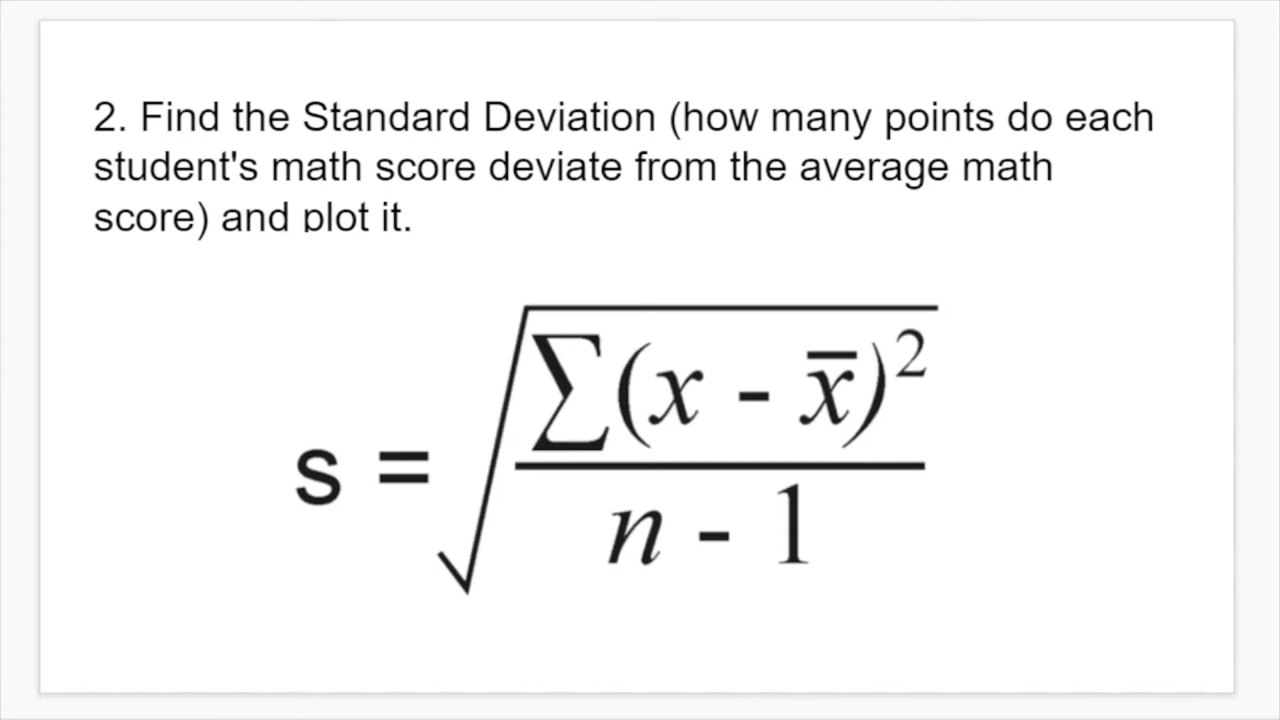 2. Find the Standard Deviation (how many points do each
student's math score deviate from the average math
score) and plot it.
s = √(∑(x - x̅)² / (n - 1))